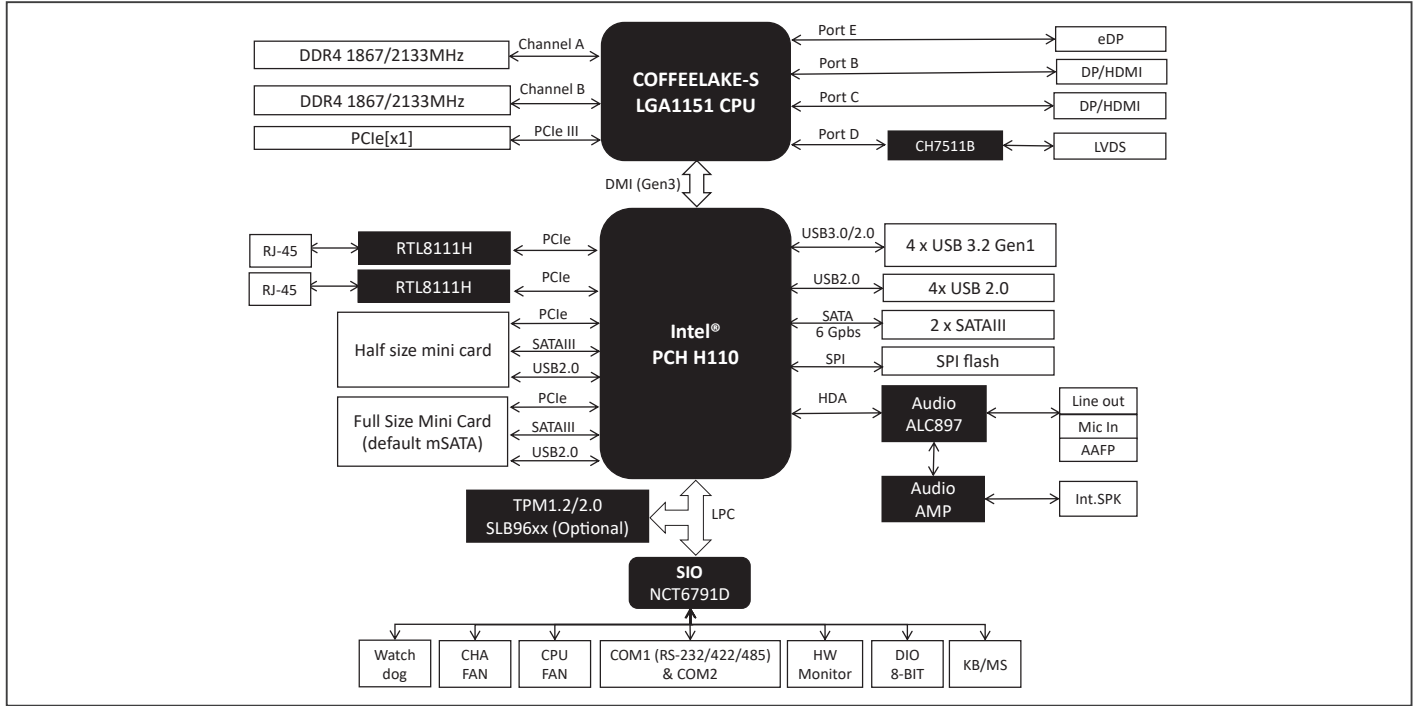 DDR4 1867/2133MHz
Channel A
DDR4 1867/2133MHz
Channel B
PCIe[x1]
PCIe III
COFFEELAKE-S
LGA1151 CPU
Port E
eDP
Port B
DP/HDMI
Port C
DP/HDMI
Port D
CH7511B
LVDS
DMI (Gen3)
RJ-45
RTL8111H
PCIe
RJ-45
RTL8111H
PCIe
Half size mini card
PCIe
SATAIII
USB2.0
Full Size Mini Card
(default mSATA)
PCIe
SATAIII
USB2.0
Intel®
PCH H110
USB3.0/2.0
4 x USB 3.2 Gen1
USB2.0
4x USB 2.0
SATA
6 Gpbs
2 x SATAIII
SPI
SPI flash
HDA
Audio
ALC897
Line out
Mic In
AAFP
Audio
AMP
Int.SPK
TPM1.2/2.0
SLB96xx (Optional)
LPC
SIO
NCT6791D
Watch
dog
CHA
FAN
CPU
FAN
COM1 (RS-232/422/485)
& COM2
HW
Monitor
DIO
8-BIT
KB/MS